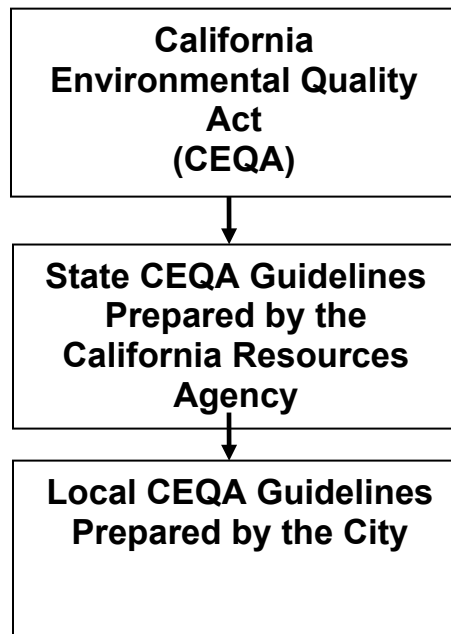 California
Environmental Quality
Act
(CEQA)
State CEQA Guidelines
Prepared by the
California Resources
Agency
Local CEQA Guidelines
Prepared by the City